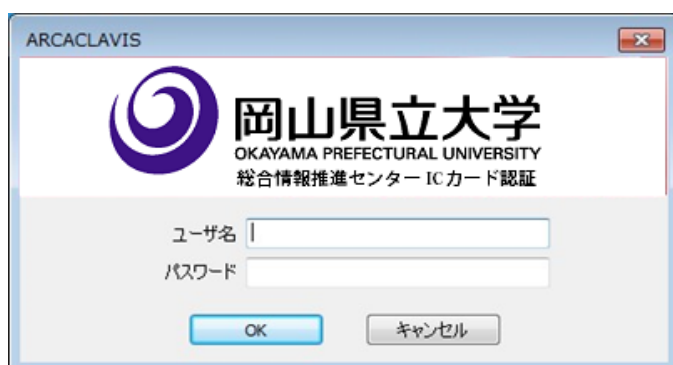 ARCACLAVIS
岡山県立大学
OKAYAMA PREFECTURAL UNIVERSITY
総合情報推進センター ICカード認証
ユーザ名
パスワード
OK キャンセル